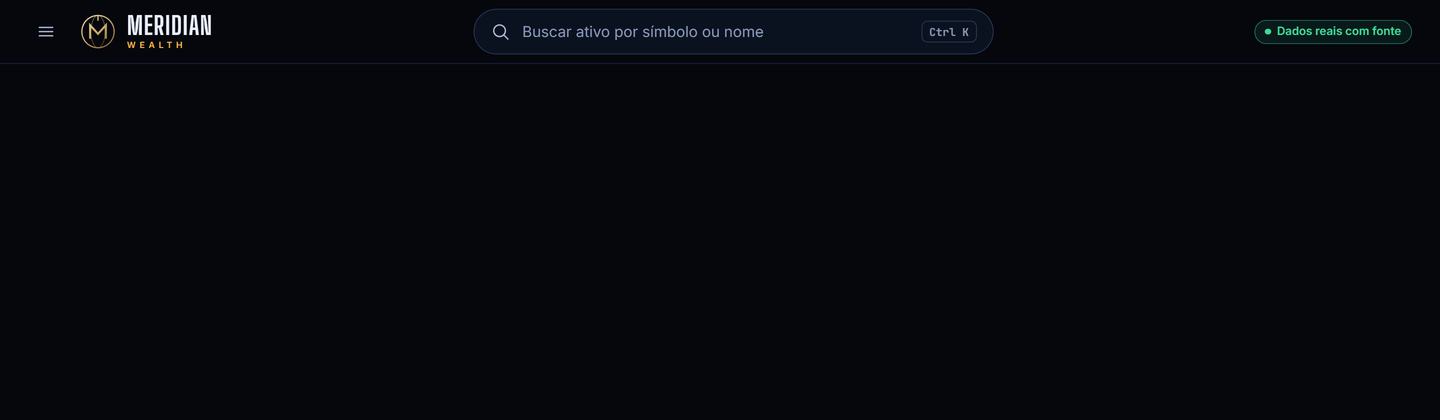 MERIDIAN
WEALTH
Buscar ativo por símbolo ou nome
Ctrl K
Dados reais com fonte